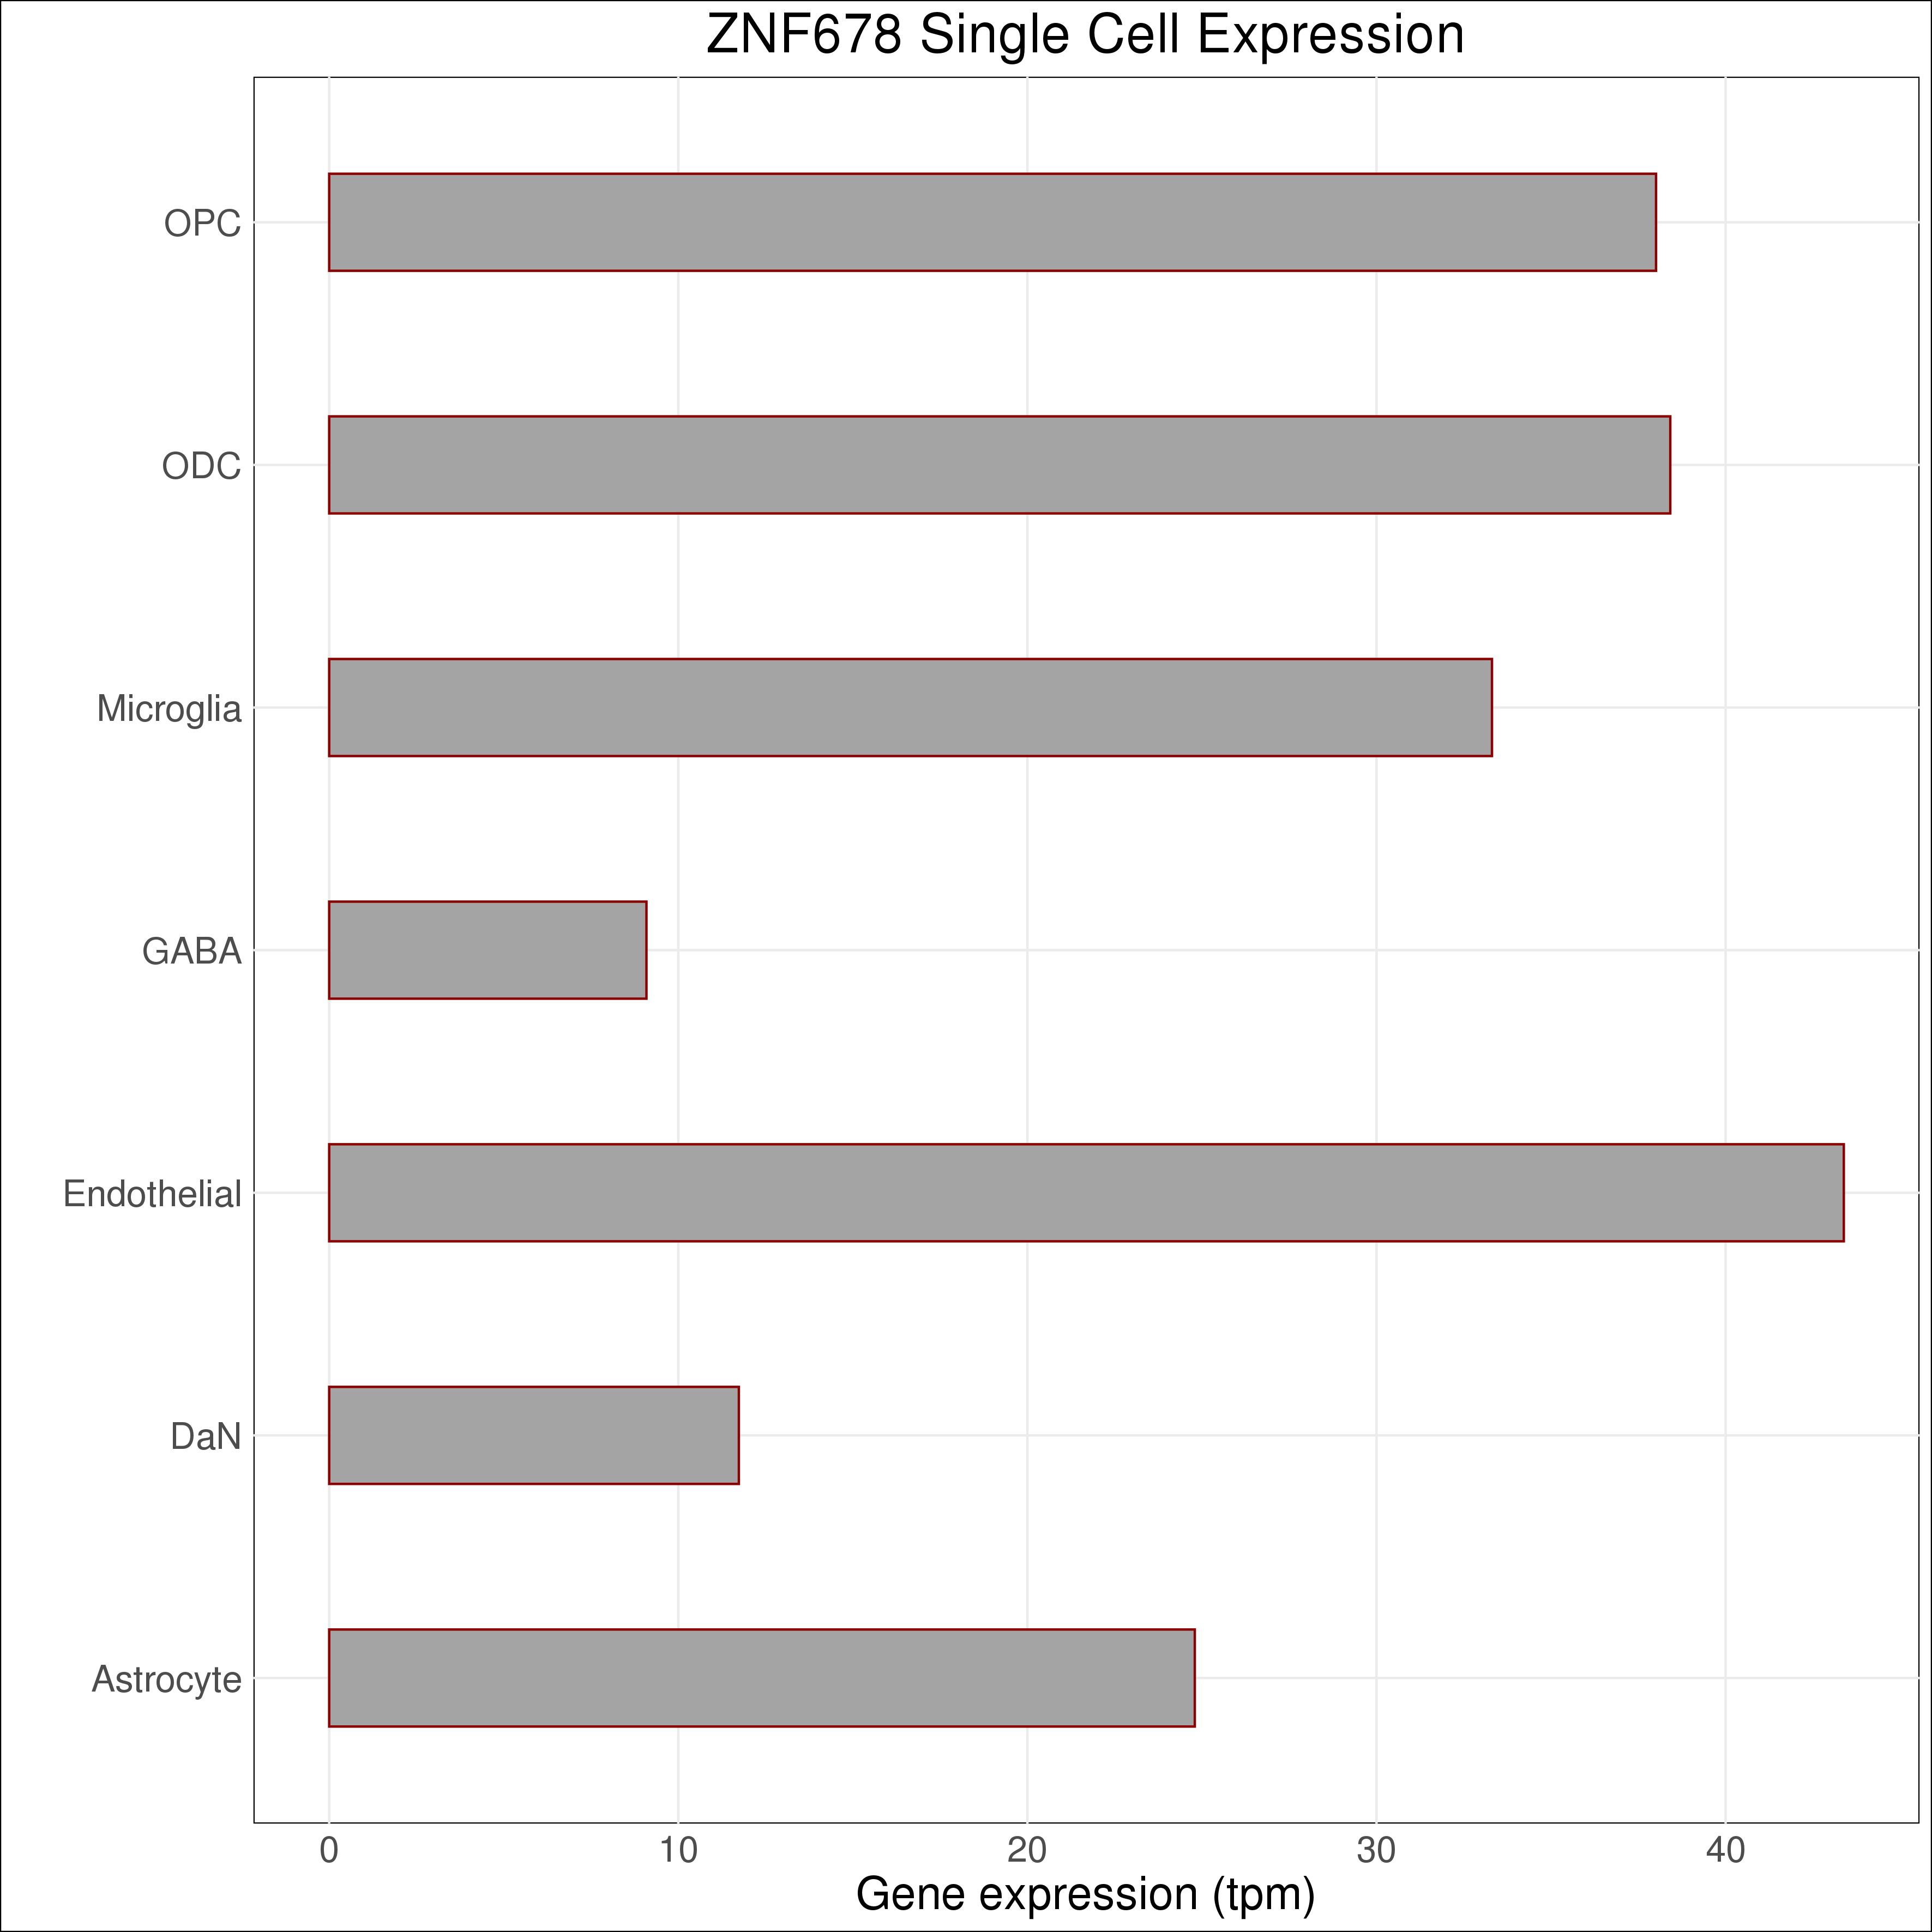 ZNF678 Single Cell Expression
OPC
ODC
Microglia
GABA
Endothelial
DaN
Astrocyte
0 10 20 30 40
Gene expression (tpm)